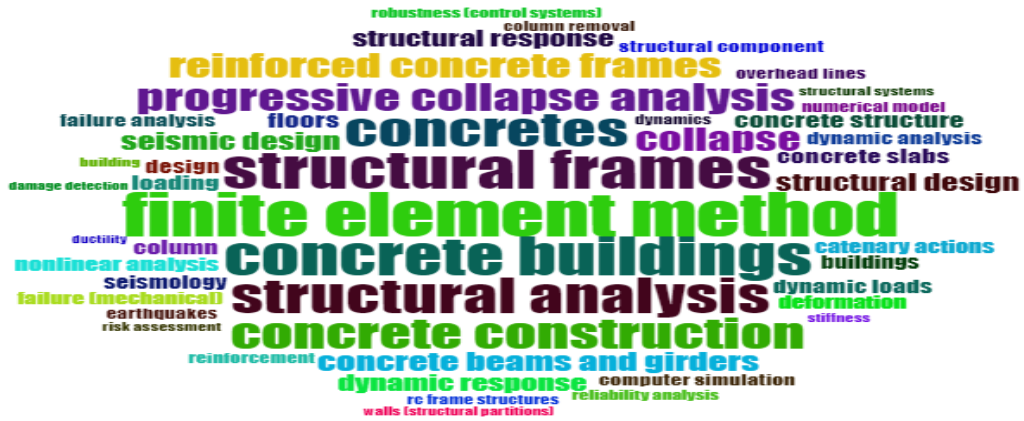 robustness (control systems)
column removal
structural response structural component
reinforced concrete frames overhead lines
progressive collapse analysis structural systems
numerical model
failure analysis floors concretes dynamics concrete structure
seismic design collapse dynamic analysis
building design structural frames concrete slabs
damage detection loading structural design
finite element method
ductility column concrete buildings catenary actions
nonlinear analysis buildings
seismology structural analysis dynamic loads
failure (mechanical) deformation
earthquakes stiffness
risk assessment concrete construction
reinforcement concrete beams and girders
dynamic response computer simulation
rc frame structures reliability analysis
walls (structural partitions)